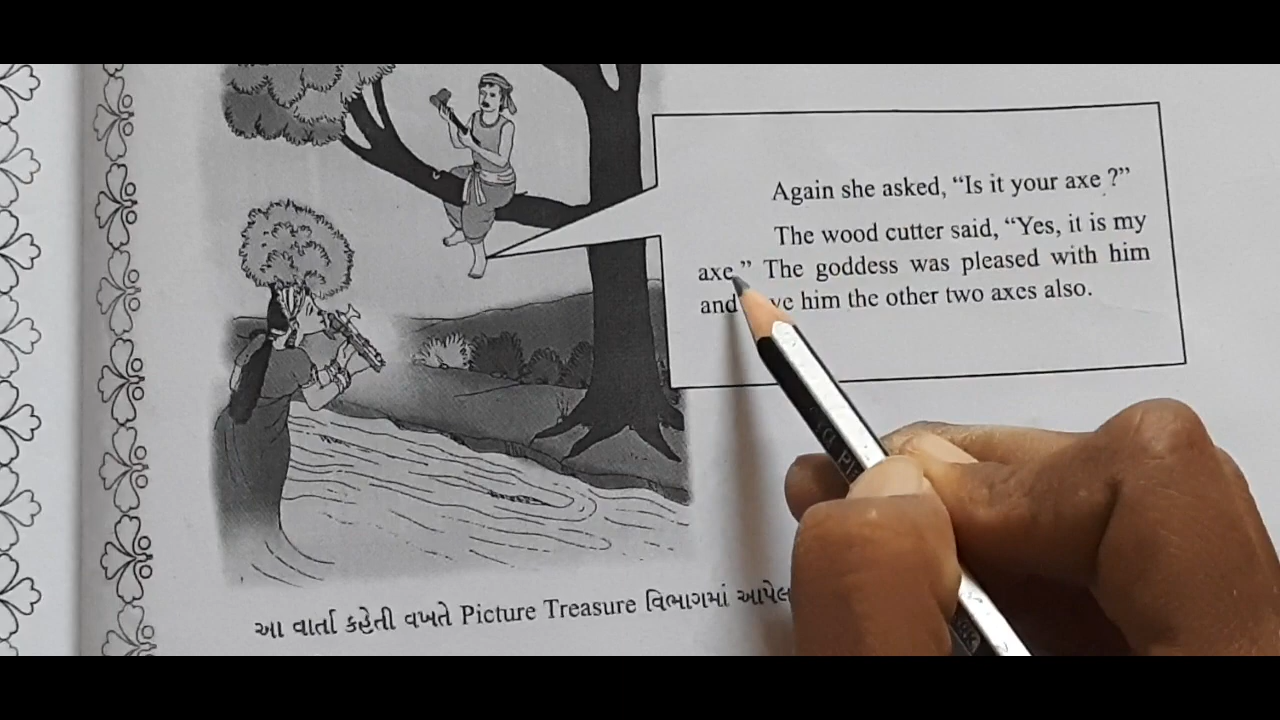 Again she asked, “Is it your axe ?”
The wood cutter said, “Yes, it is my
axe.” The goddess was pleased with him
and him the other two axes also.
આ વાર્તા કહેતી વખતે Picture Treasure વિભાગમાં